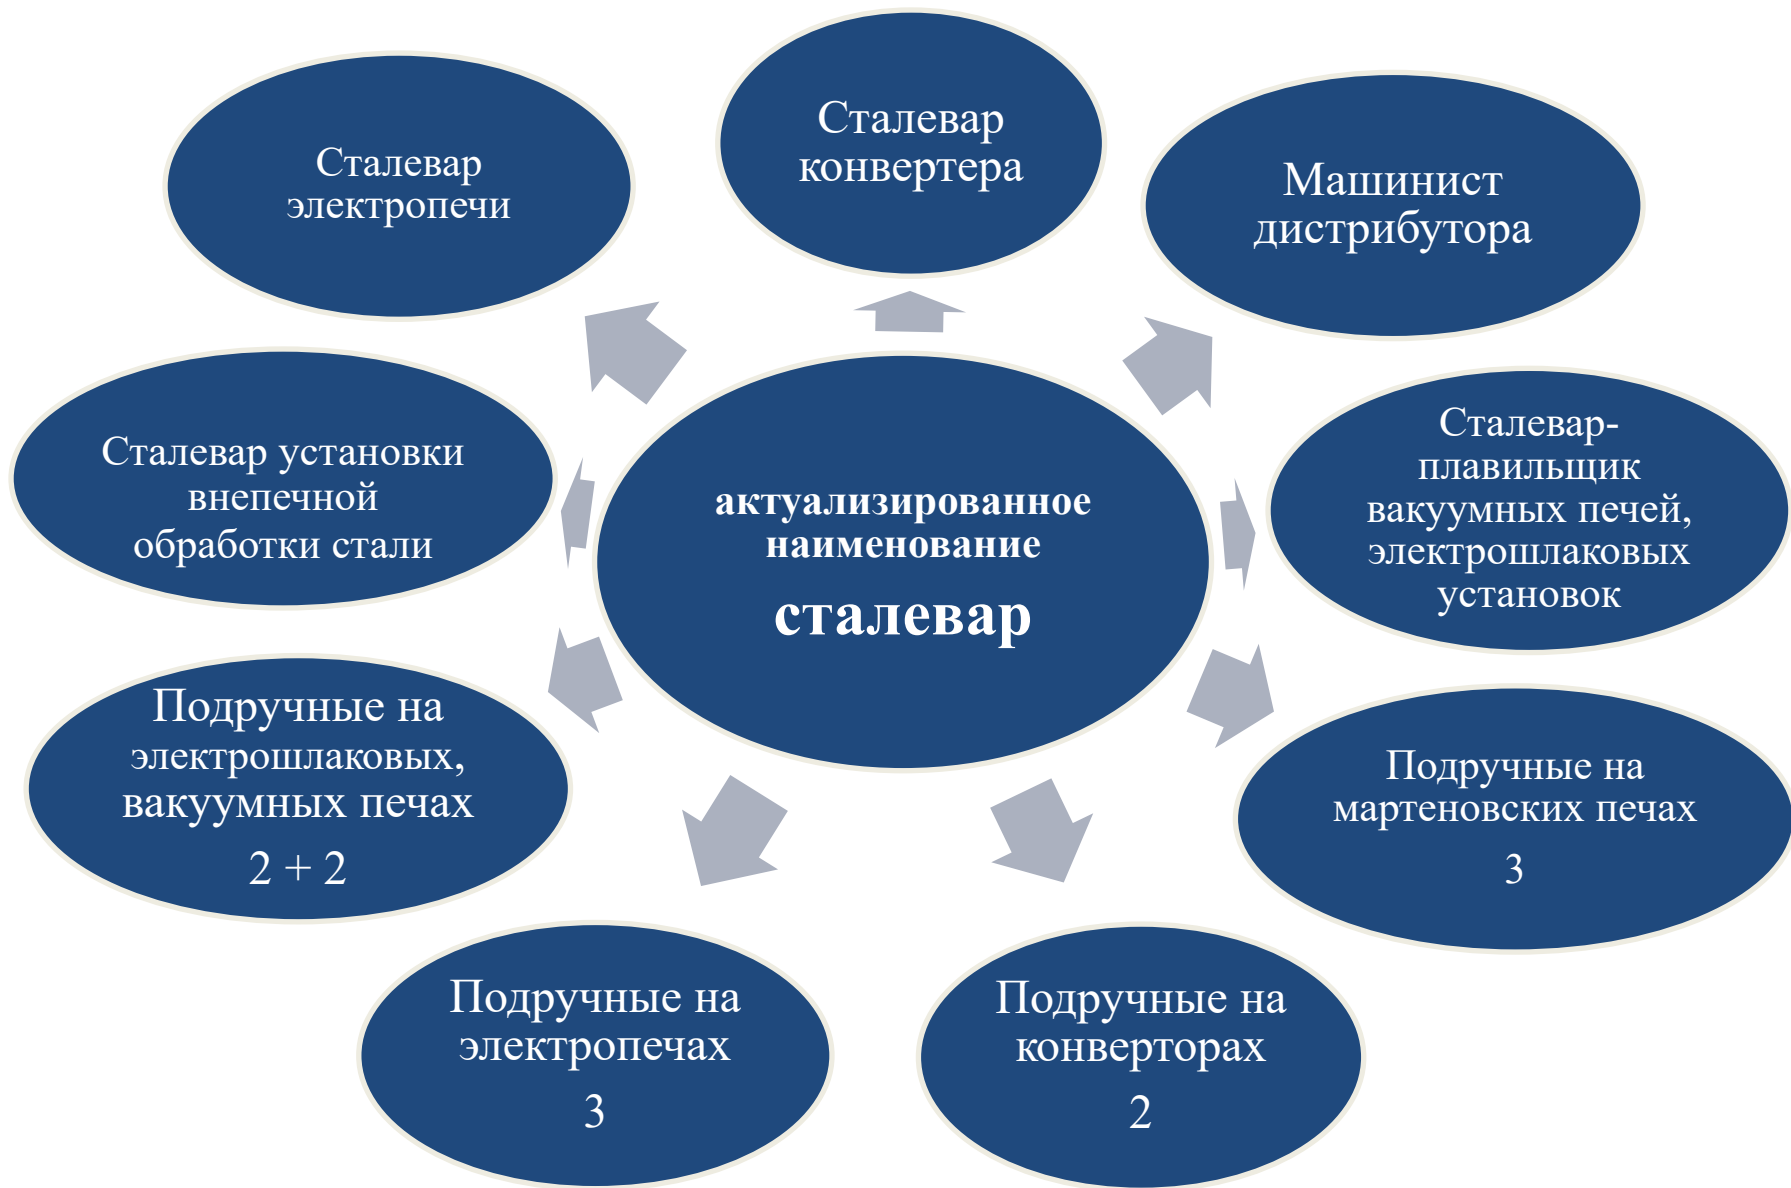 Сталевар
электропечи
Сталевар
конвертера
Машинист
дистрибутора
Сталевар установки
внепечной
обработки стали
актуализированное
наименование
сталевар
Сталевар-
плавильщик
вакуумных печей,
электрошлаковых
установок
Подручные на
электрошлаковых,
вакуумных печах
2 + 2
Подручные на
мартеновских печах
3
Подручные на
электропечах
3
Подручные на
конверторах
2